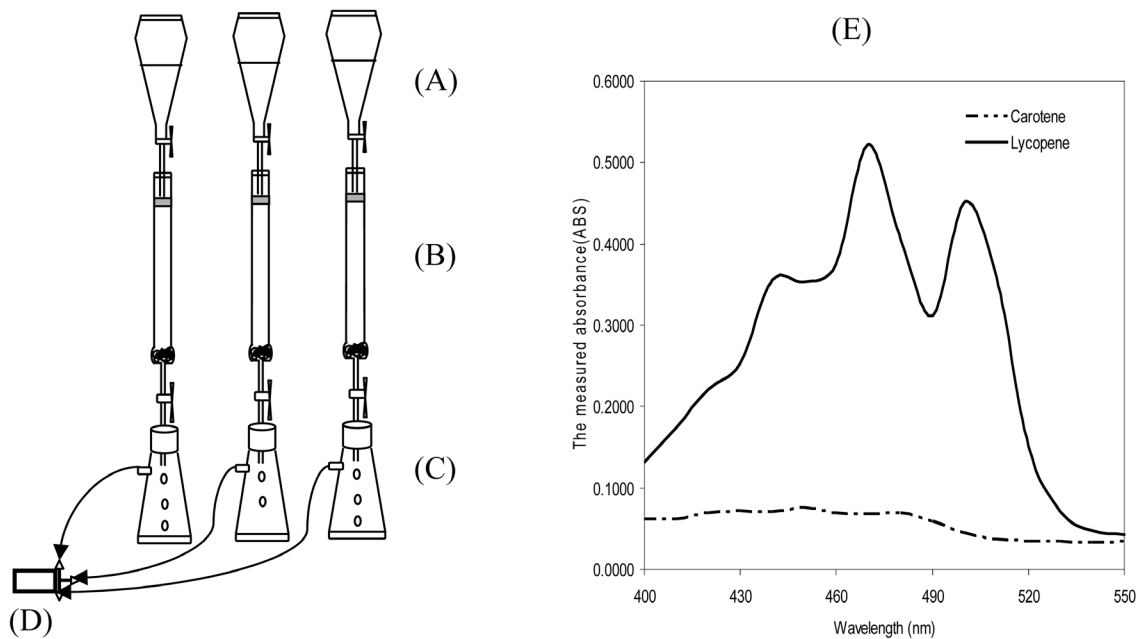 (A)
(B)
(C)
(D)
(E)
The measured absorbance(ABS)
0.6000
0.5000
0.4000
0.3000
0.2000
0.1000
0.0000
Carotene
Lycopene
400 430 460 490 520 550
Wavelength (nm)